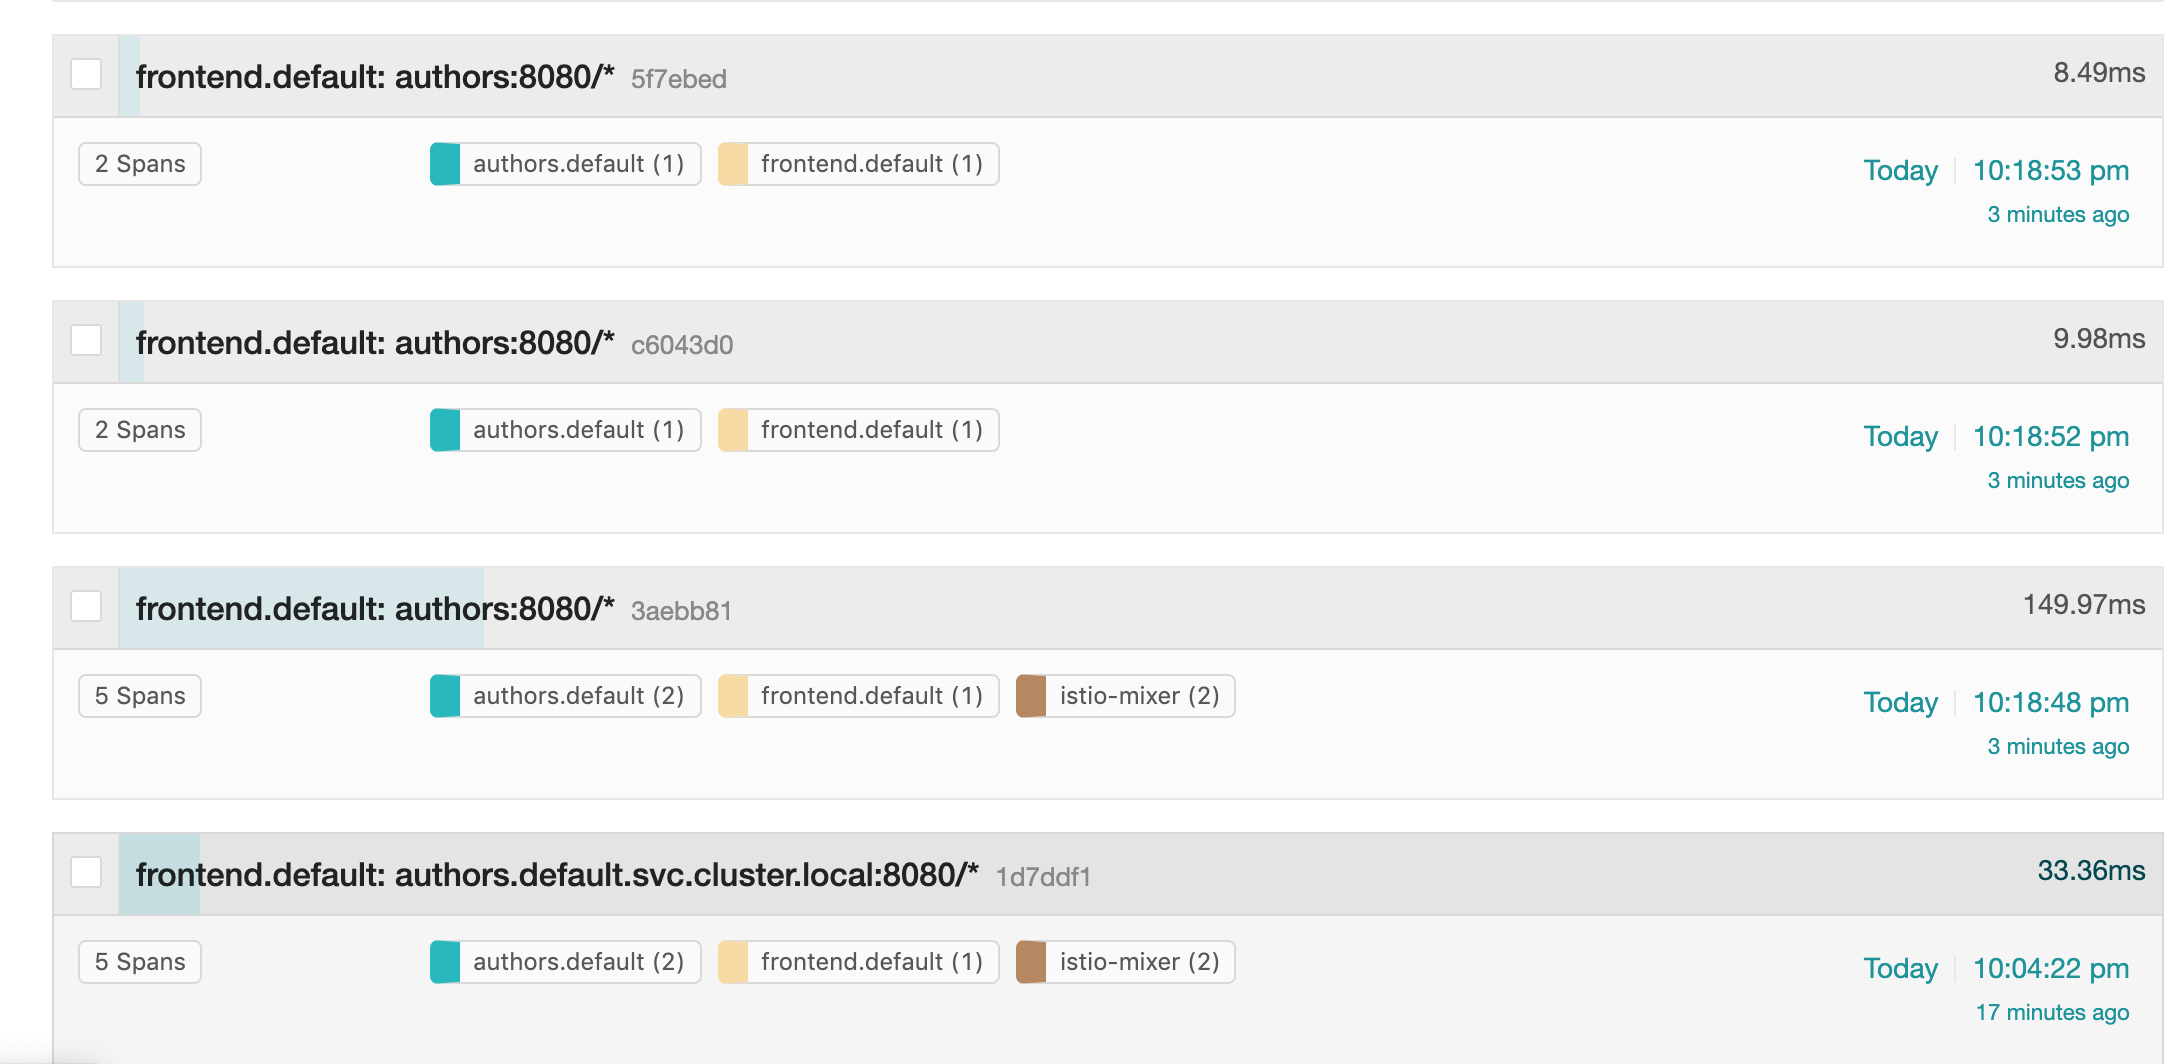 frontend.default: authors:8080/* 5f7ebed 8.49ms
2 Spans authors.default (1) frontend.default (1) Today 10:18:53 pm
3 minutes ago
frontend.default: authors:8080/* c6043d0 9.98ms
2 Spans authors.default (1) frontend.default (1) Today 10:18:52 pm
3 minutes ago
frontend.default: authors:8080/* 3aebb81 149.97ms
5 Spans authors.default (2) frontend.default (1) istio-mixer (2) Today 10:18:48 pm
3 minutes ago
frontend.default: authors.default.svc.cluster.local:8080/* 1d7ddf1 33.36ms
5 Spans authors.default (2) frontend.default (1) istio-mixer (2) Today 10:04:22 pm
17 minutes ago